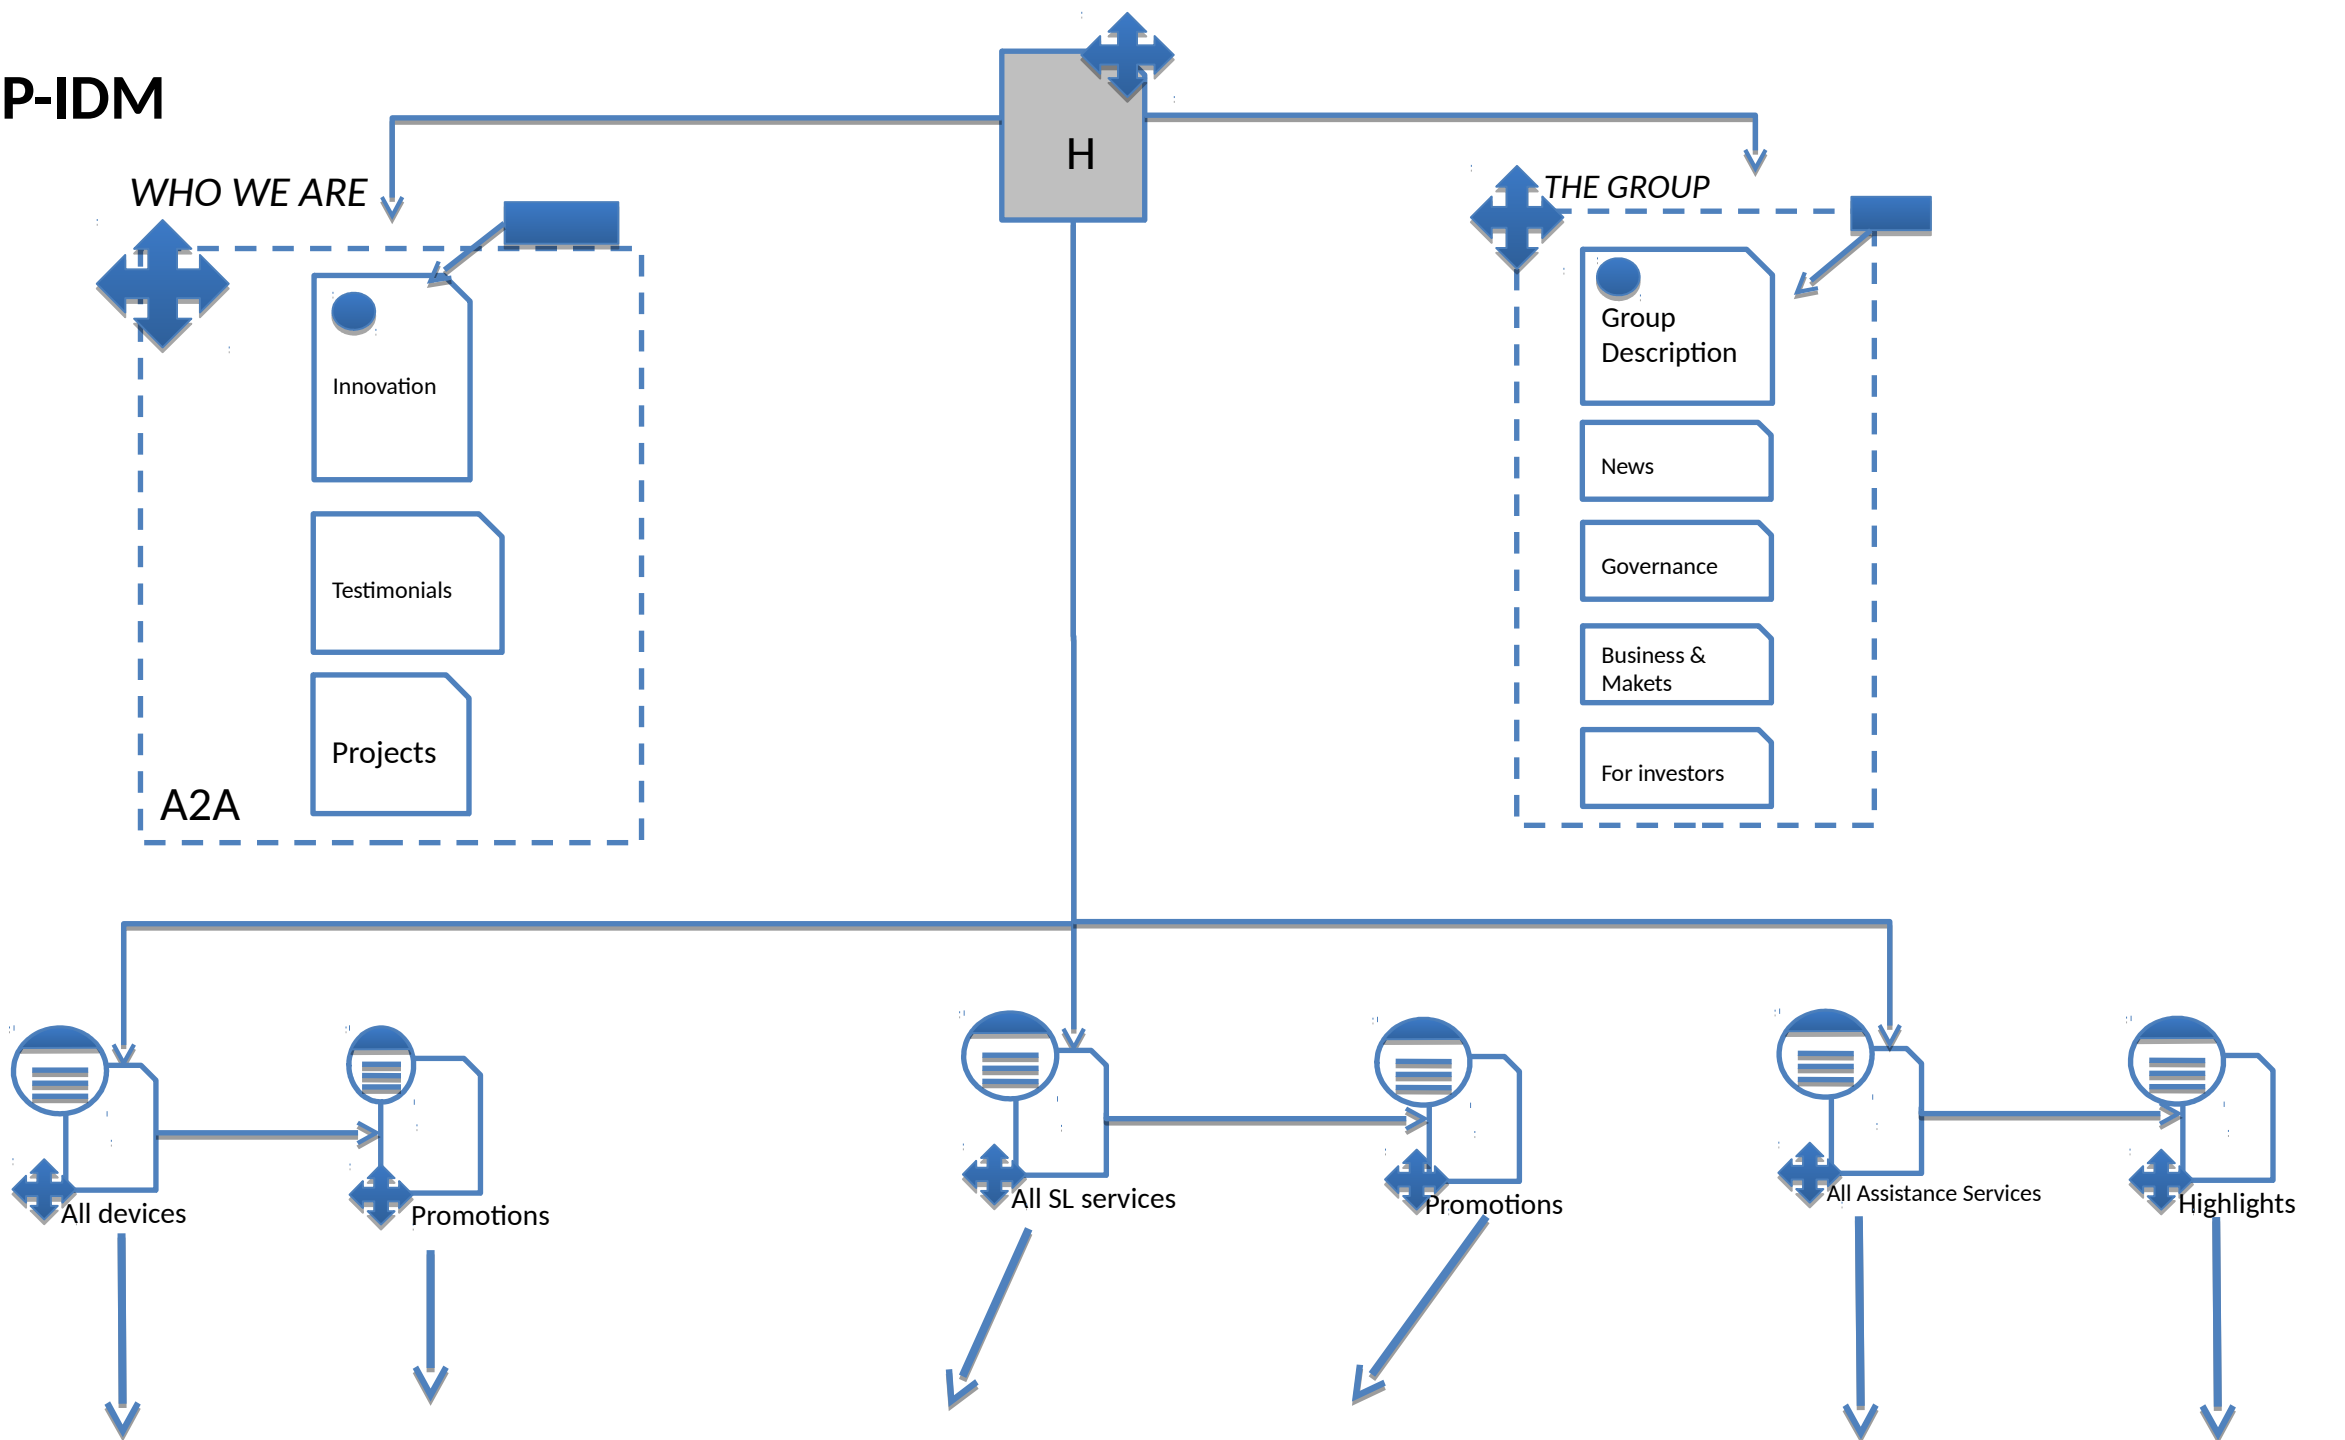 P-IDM
H
WHO WE ARE
THE GROUP
Innovation
Testimonials
Projects
A2A
Group
Description
News
Governance
Business &
Makets
For investors
All devices
Promotions
All SL services
Promotions
All Assistance Services
Highlights